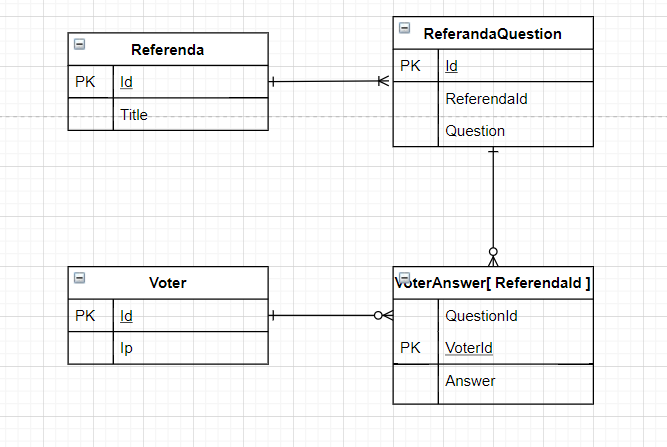 Referenda
PK Id
Title
ReferandaQuestion
PK Id
ReferendaId
Question
Voter
PK Id
Ip
VoterAnswer[ ReferendaId ]
QuestionId
PK VoterId
Answer